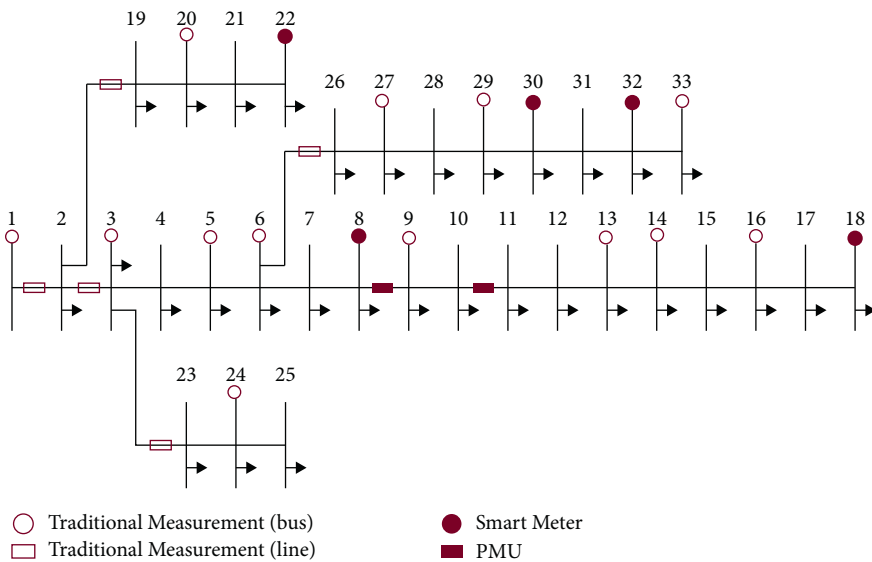 19 20 21 22
26 27 28 29 30 31 32 33
1 2 3 4 5 6 7 8 9 10 11 12 13 14 15 16 17 18
23 24 25
Traditional Measurement (bus) Smart Meter
Traditional Measurement (line) PMU